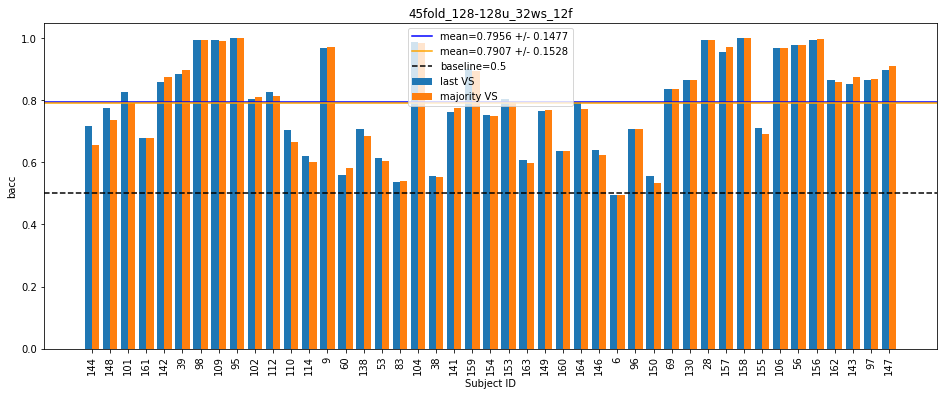 45fold_128-128u_32ws_12f
mean=0.7956 +/- 0.1477
mean=0.7907 +/- 0.1528
baseline=0.5
last VS
majority VS
bacc
1.0
0.8
0.6
0.4
0.2
0.0
144 148 101 161 142 39 98 109 95 102 112 110 114 9 60 138 53 83 104 38 141 159 154 153 163 149 160 164 146 6 96 150 69 130 28 157 158 155 106 56 156 162 143 97 147
Subject ID